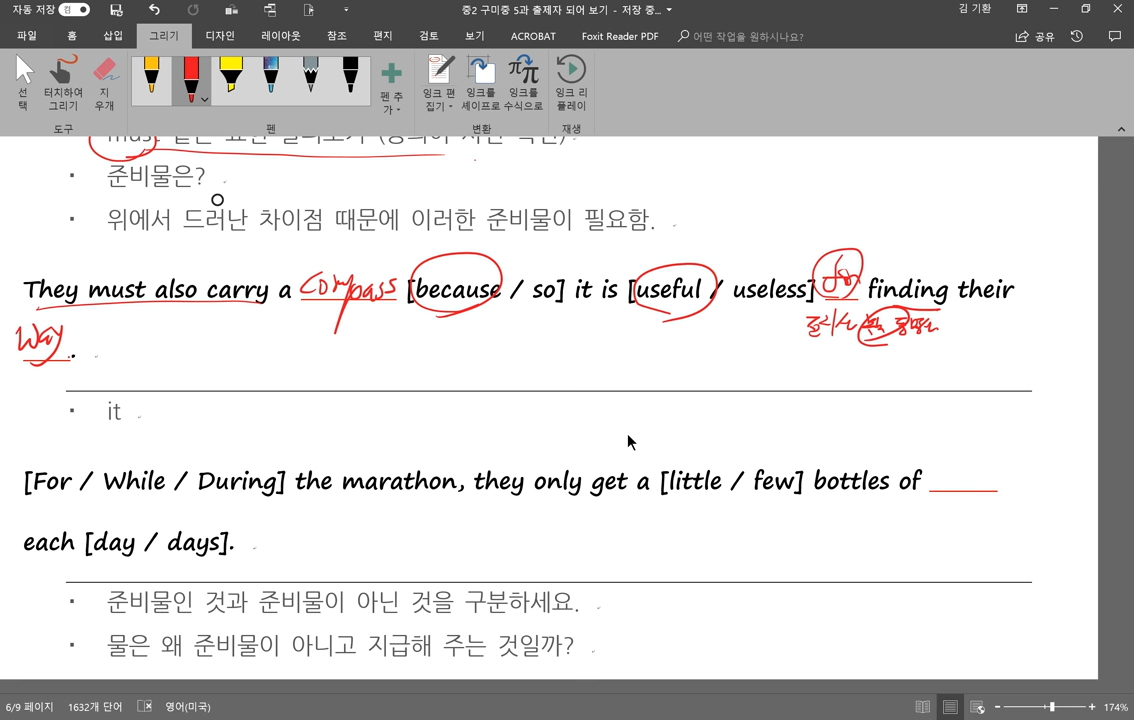 자동 저장 컴 중2 구미중 5과 출제자 되어 보기 - 저장 중... 김 기환
파일 홈 삽입 그리기 디자인 레이아웃 참조 편지 검토 보기 ACROBAT Foxit Reader PDF 어떤 작업을 원하시나요? 공유
선택 터치하여 그리기 지우개 펜 추가 잉크 편집기 잉크를 셰이프로 잉크를 수식으로 잉크 리플레이
도구 펜 변환 재생
must 같은
준비물은?
위에서 드러난 차이점 때문에 이러한 준비물이 필요함.
They must also carry a compass [because / so] it is [useful / useless] for finding their
way.
it
[For / While / During] the marathon, they only get a [little / few] bottles of
each [day / days].
준비물인 것과 준비물이 아닌 것을 구분하세요.
물은 왜 준비물이 아니고 지급해 주는 것일까?
6/9 페이지 1632개 단어 영어(미국) 174%